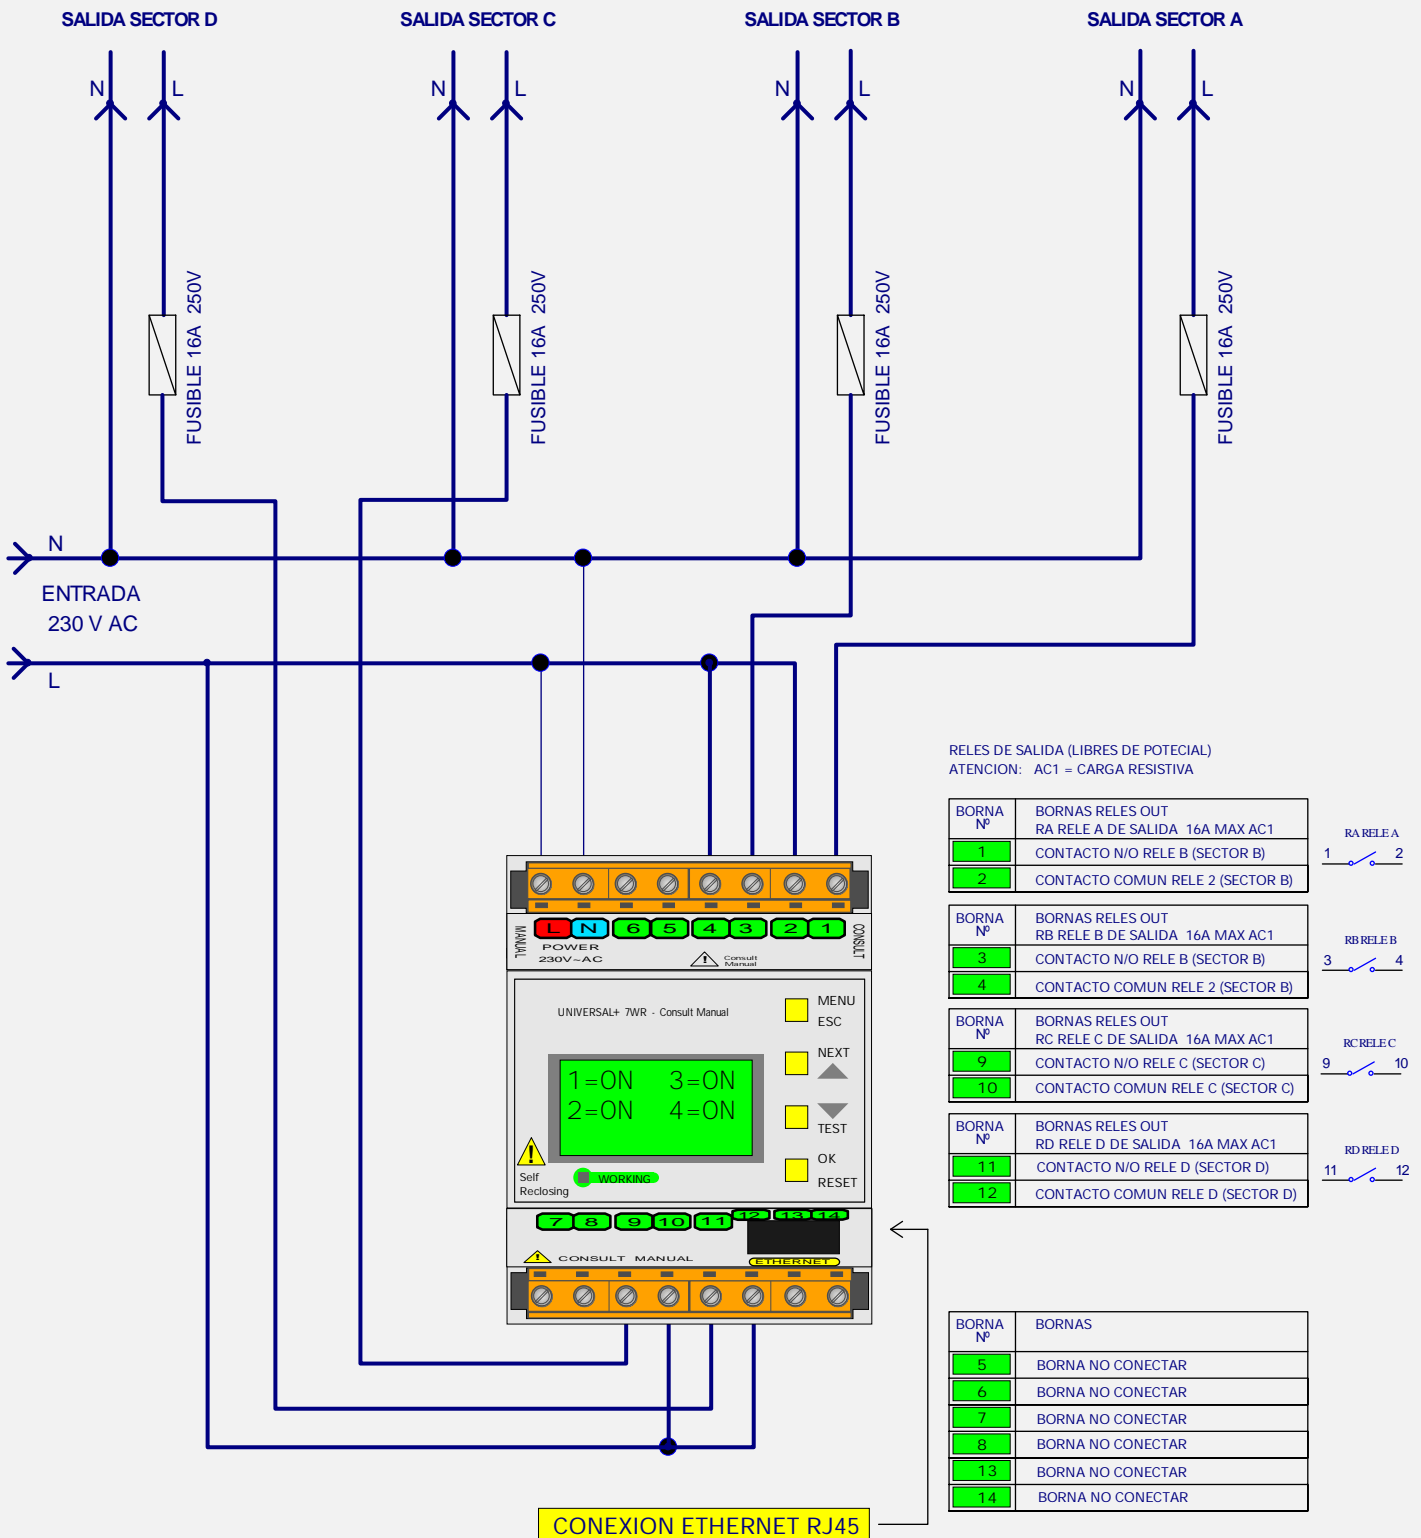 SALIDA SECTOR D
SALIDA SECTOR C
SALIDA SECTOR B
SALIDA SECTOR A
N L
N L
N L
N L
FUSIBLE 16A 250V
FUSIBLE 16A 250V
FUSIBLE 16A 250V
FUSIBLE 16A 250V
N
ENTRADA
230 V AC
L
RELES DE SALIDA (LIBRES DE POTECIAL)
ATENCION: AC1 = CARGA RESISTIVA
BORNA Nº
BORNAS RELES OUT
RA RELE A DE SALIDA 16A MAX AC1
1 CONTACTO N/O RELE B (SECTOR B)
2 CONTACTO COMUN RELE 2 (SECTOR B)
RA RELE A
1 2
BORNA Nº
BORNAS RELES OUT
RB RELE B DE SALIDA 16A MAX AC1
3 CONTACTO N/O RELE B (SECTOR B)
4 CONTACTO COMUN RELE 2 (SECTOR B)
RB RELE B
3 4
BORNA Nº
BORNAS RELES OUT
RC RELE C DE SALIDA 16A MAX AC1
9 CONTACTO N/O RELE C (SECTOR C)
10 CONTACTO COMUN RELE C (SECTOR C)
RC RELE C
9 10
BORNA Nº
BORNAS RELES OUT
RD RELE D DE SALIDA 16A MAX AC1
11 CONTACTO N/O RELE D (SECTOR D)
12 CONTACTO COMUN RELE D (SECTOR D)
RD RELE D
11 12
MANUAL
L N 6 5 4 3 2 1
CONSULT
POWER
230V~AC
! Consult
Manual
UNIVERSAL+ 7WR - Consult Manual
MENU
ESC
NEXT
TEST
OK
RESET
1=ON 3=ON
2=ON 4=ON
!
Self
Reclosing
WORKING
7 8 9 10 11 12 13 14
! CONSULT MANUAL
ETHERNET
BORNA Nº
BORNAS
5 BORNA NO CONECTAR
6 BORNA NO CONECTAR
7 BORNA NO CONECTAR
8 BORNA NO CONECTAR
13 BORNA NO CONECTAR
14 BORNA NO CONECTAR
CONEXION ETHERNET RJ45